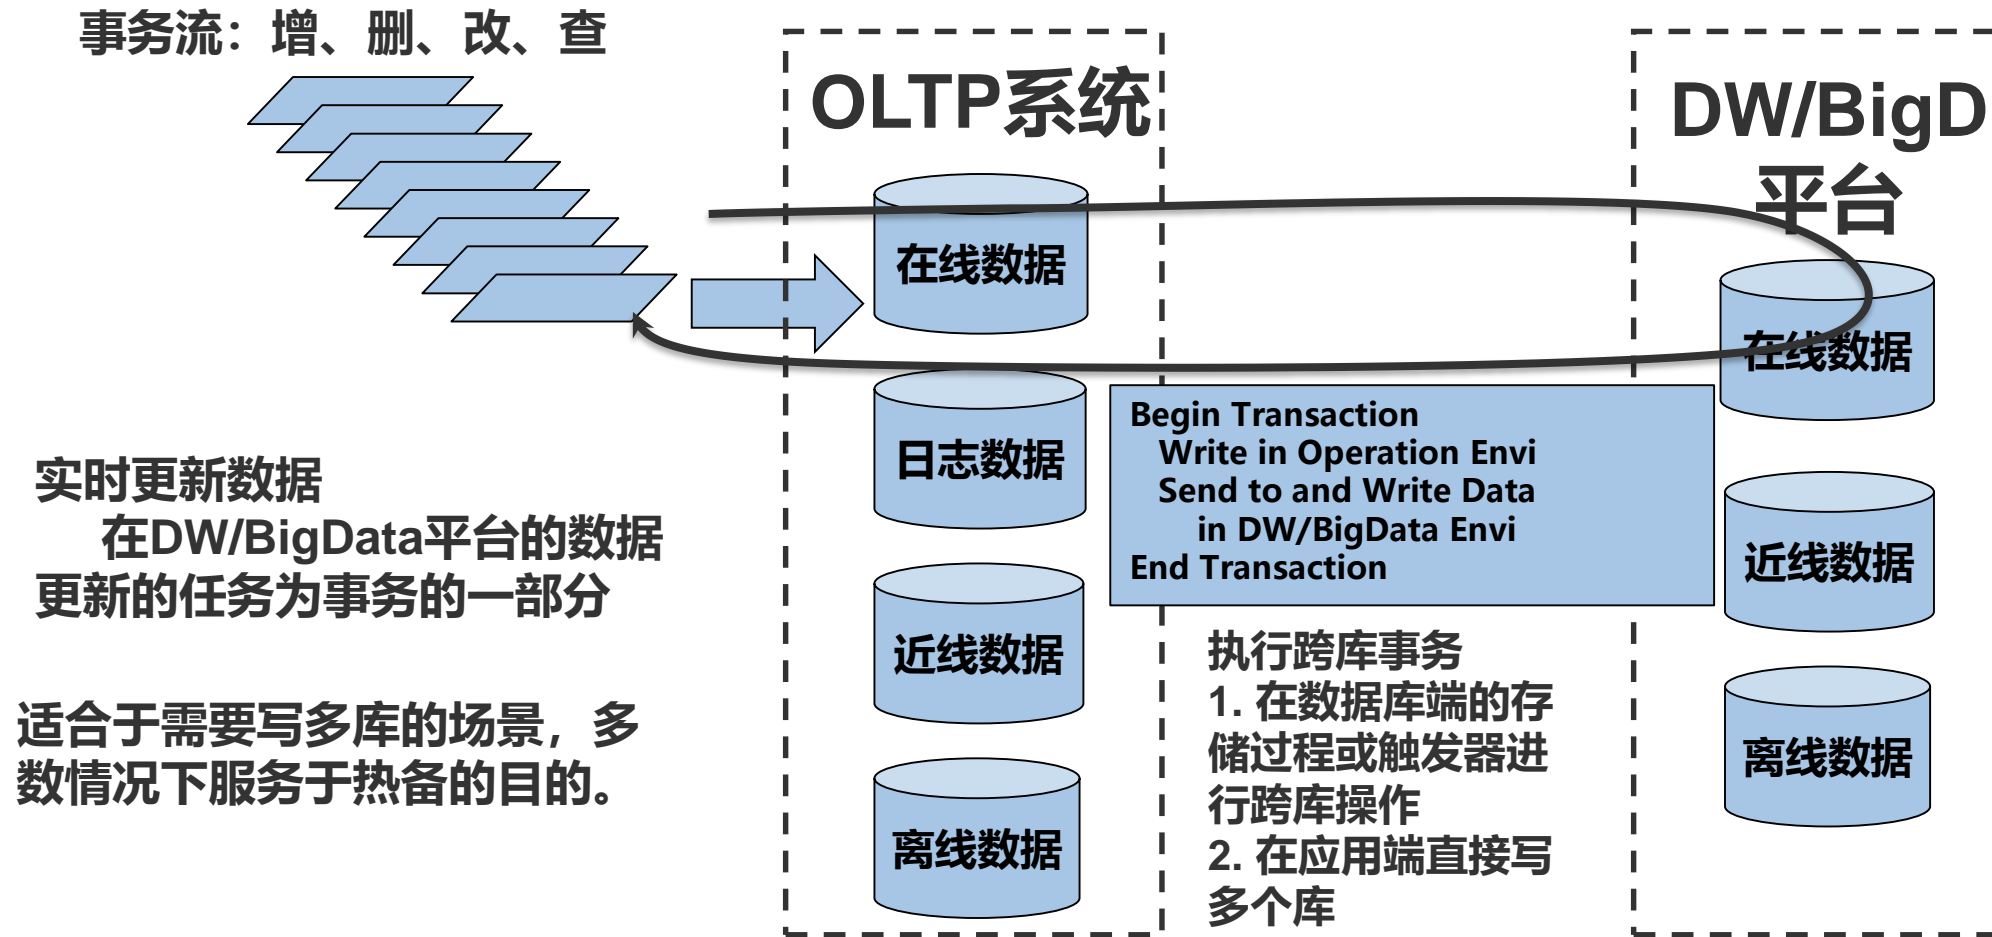 事务流：增、删、改、查
OLTP系统
DW/BigD
平台
在线数据
日志数据
近线数据
离线数据
在线数据
近线数据
离线数据
Begin Transaction
Write in Operation Envi
Send to and Write Data
in DW/BigData Envi
End Transaction
实时更新数据
在DW/BigData平台的数据
更新的任务为事务的一部分
适合于需要写多库的场景，多
数情况下服务于热备的目的。
执行跨库事务
1. 在数据库端的存
储过程或触发器进
行跨库操作
2. 在应用端直接写
多个库